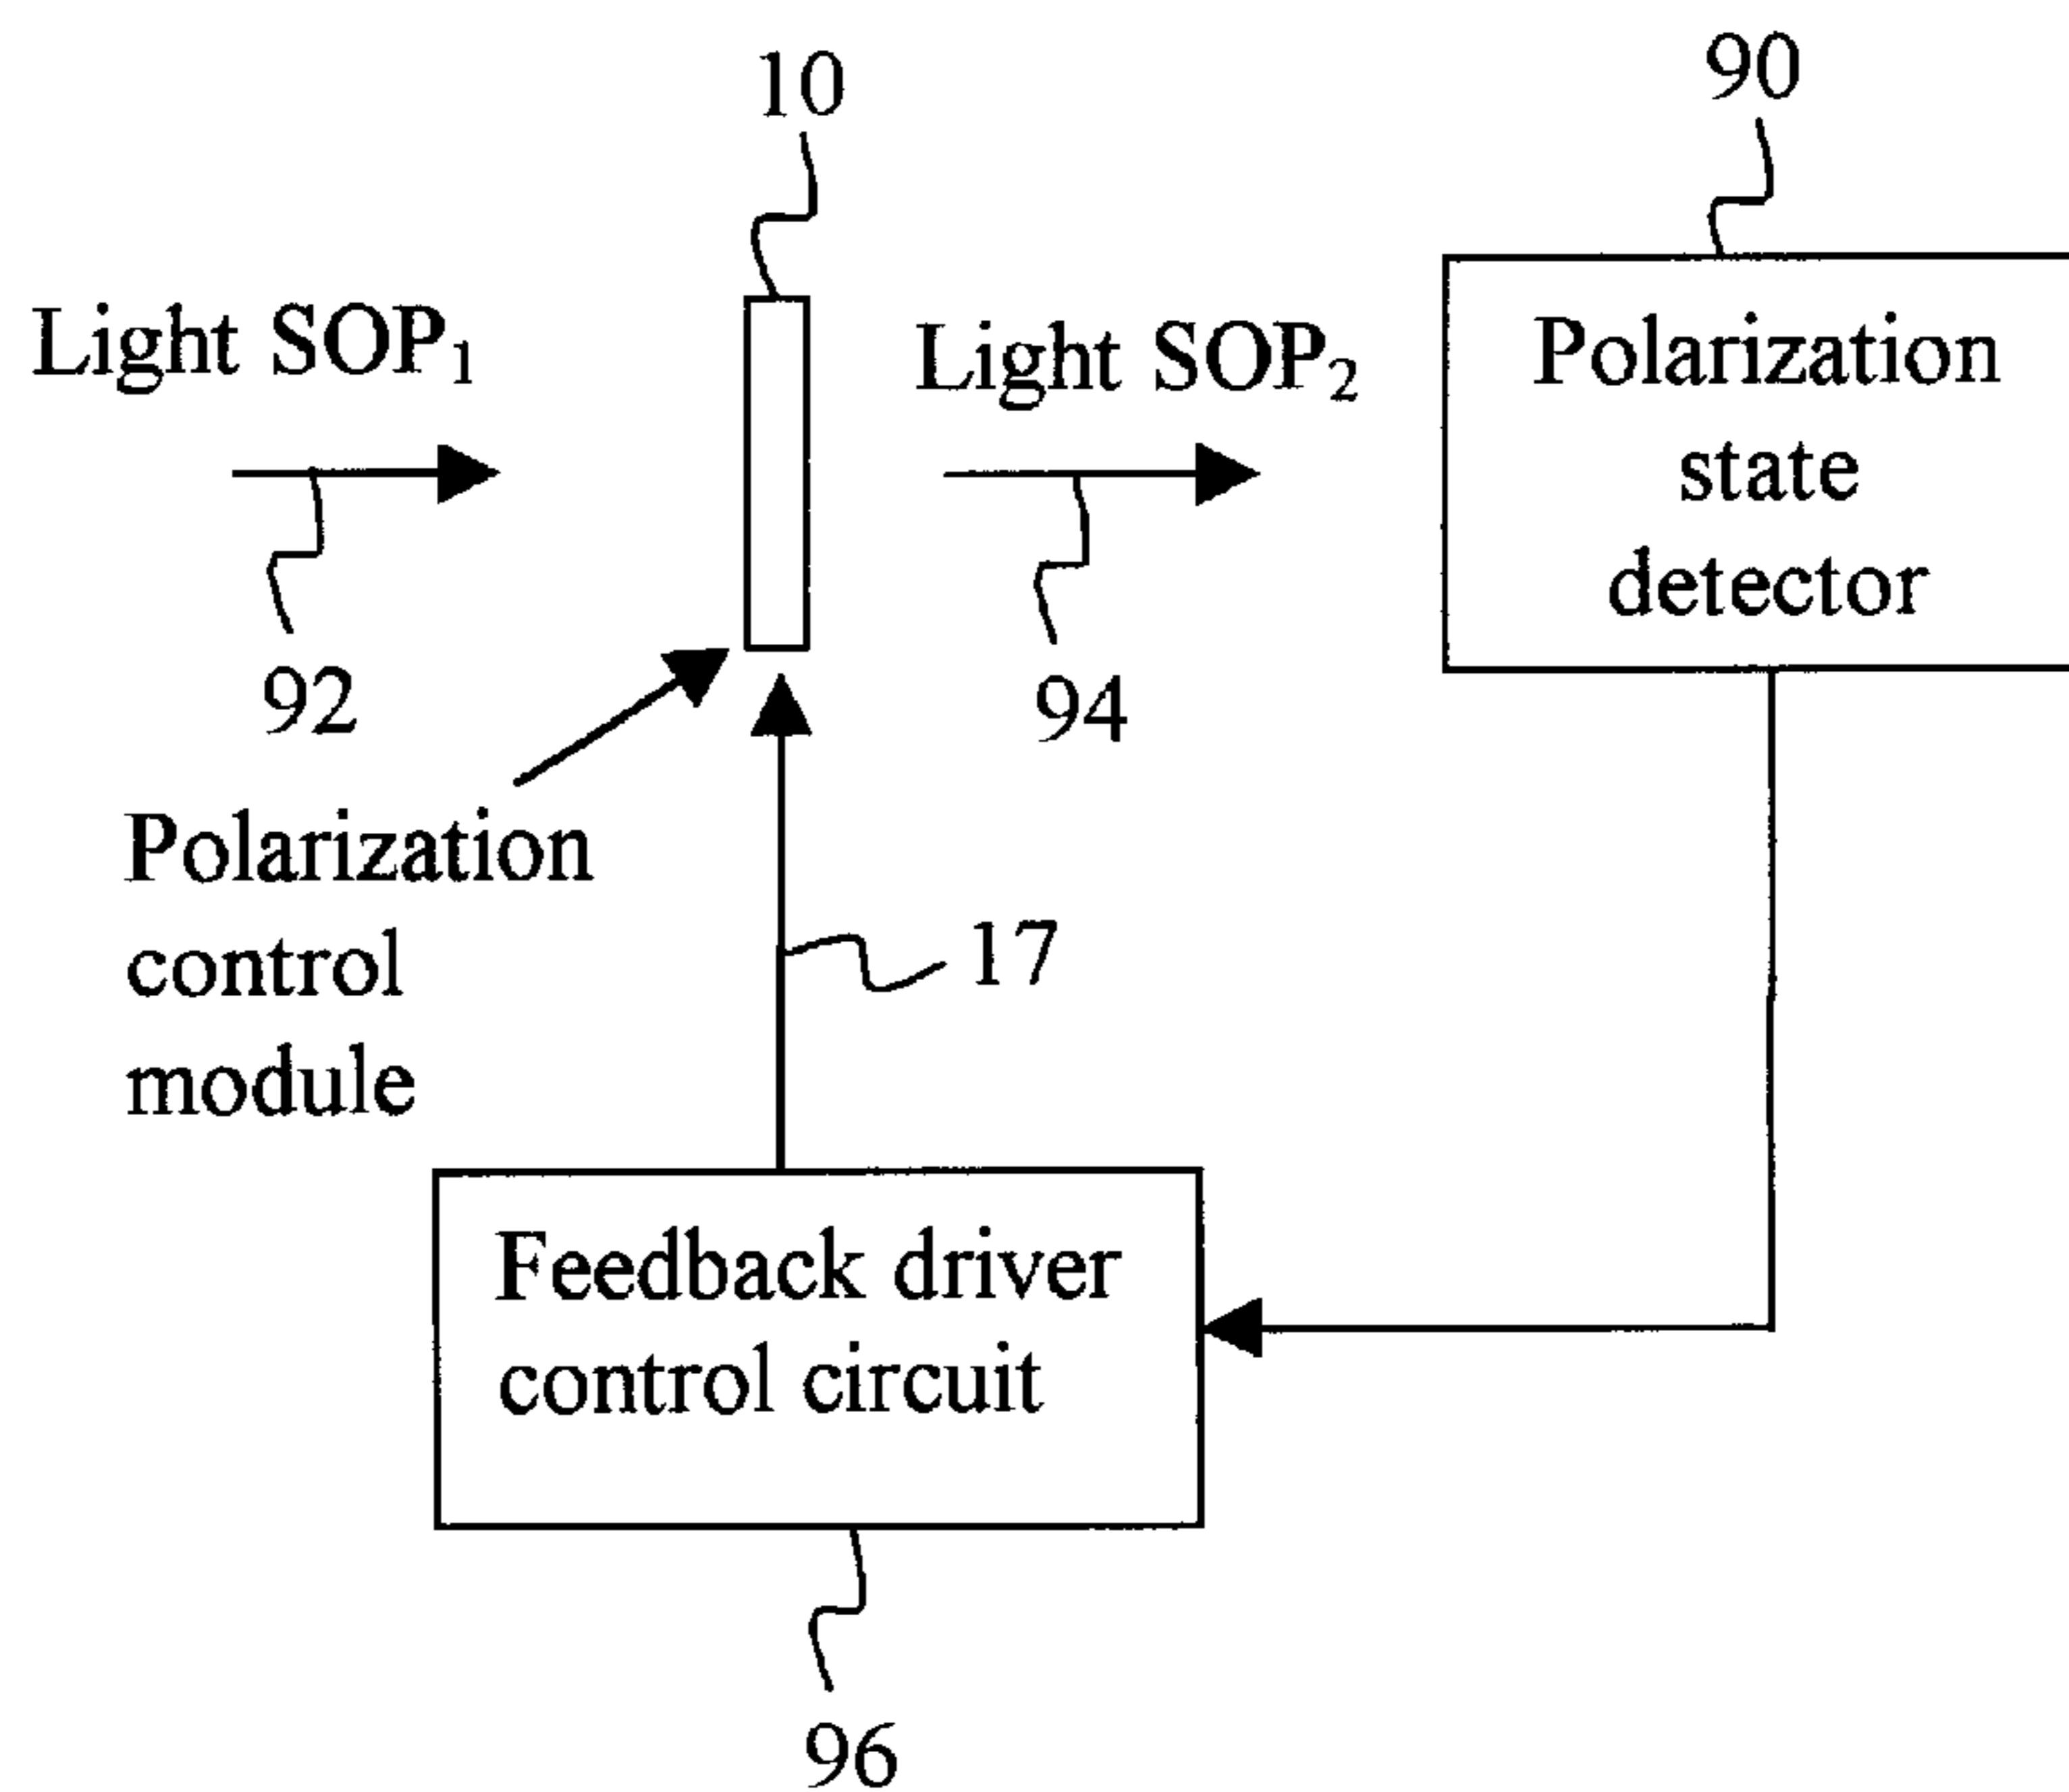 10
90
Light SOP₁
Light SOP₂
Polarization
state
detector
92
94
Polarization
control
module
17
Feedback driver
control circuit
96